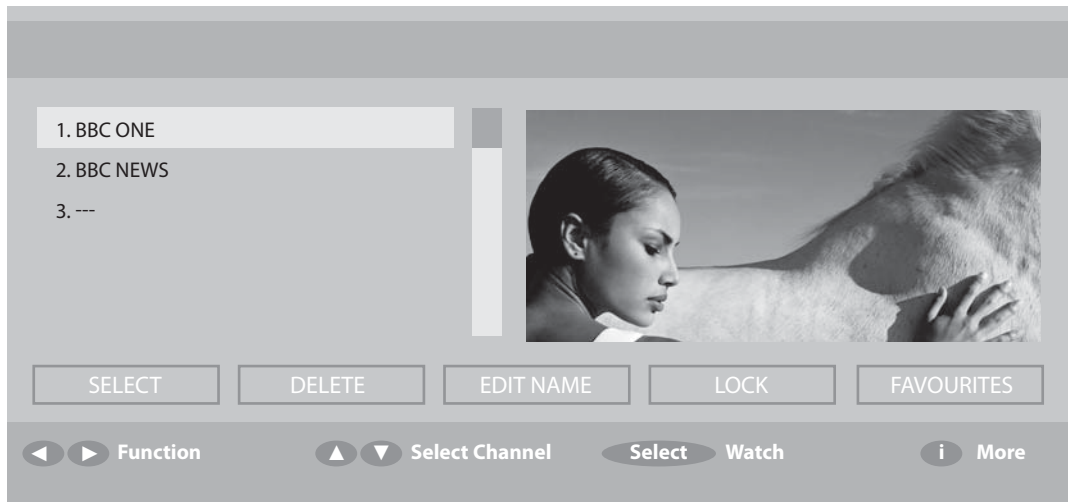 1. BBC ONE
2. BBC NEWS
3. ---
SELECT DELETE EDIT NAME LOCK FAVOURITES
Function Select Channel Select Watch i More